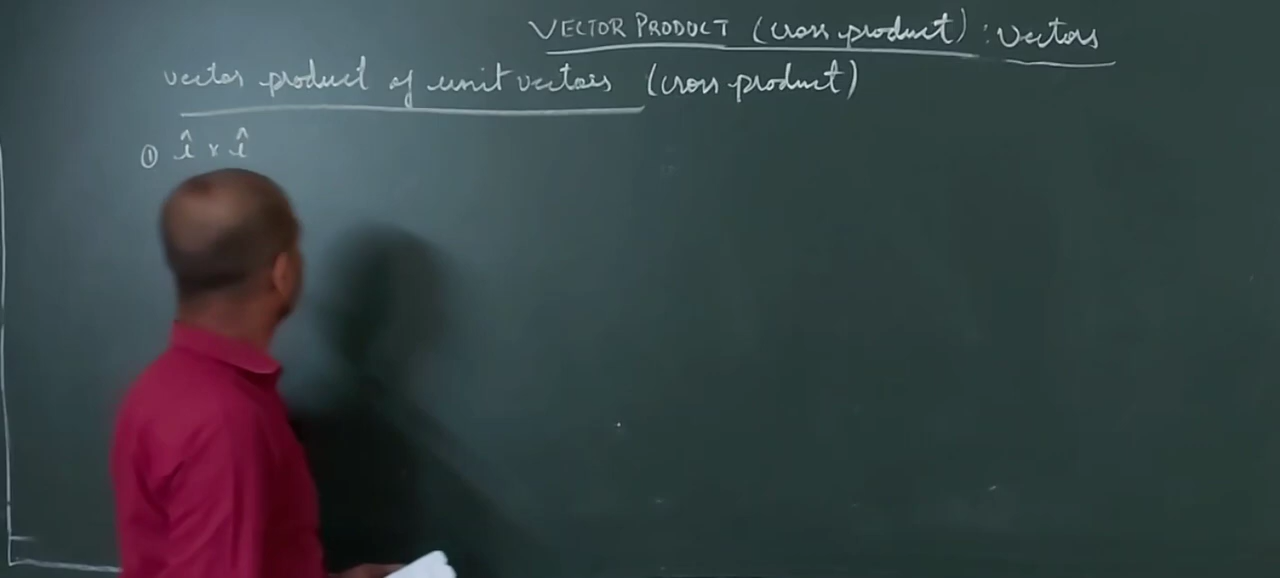 VECTOR PRODUCT (cross product) : vectors
vector product of unit vectors (cross product)
① î × î